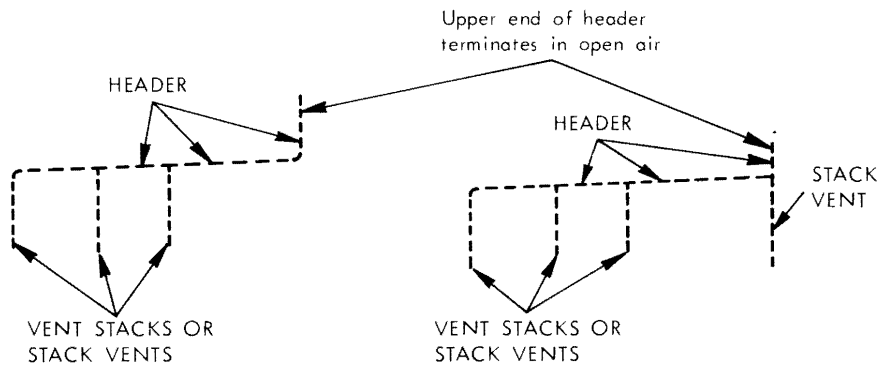 Upper end of header
terminates in open air
HEADER
HEADER
STACK
VENT
VENT STACKS OR
STACK VENTS
VENT STACKS OR
STACK VENTS